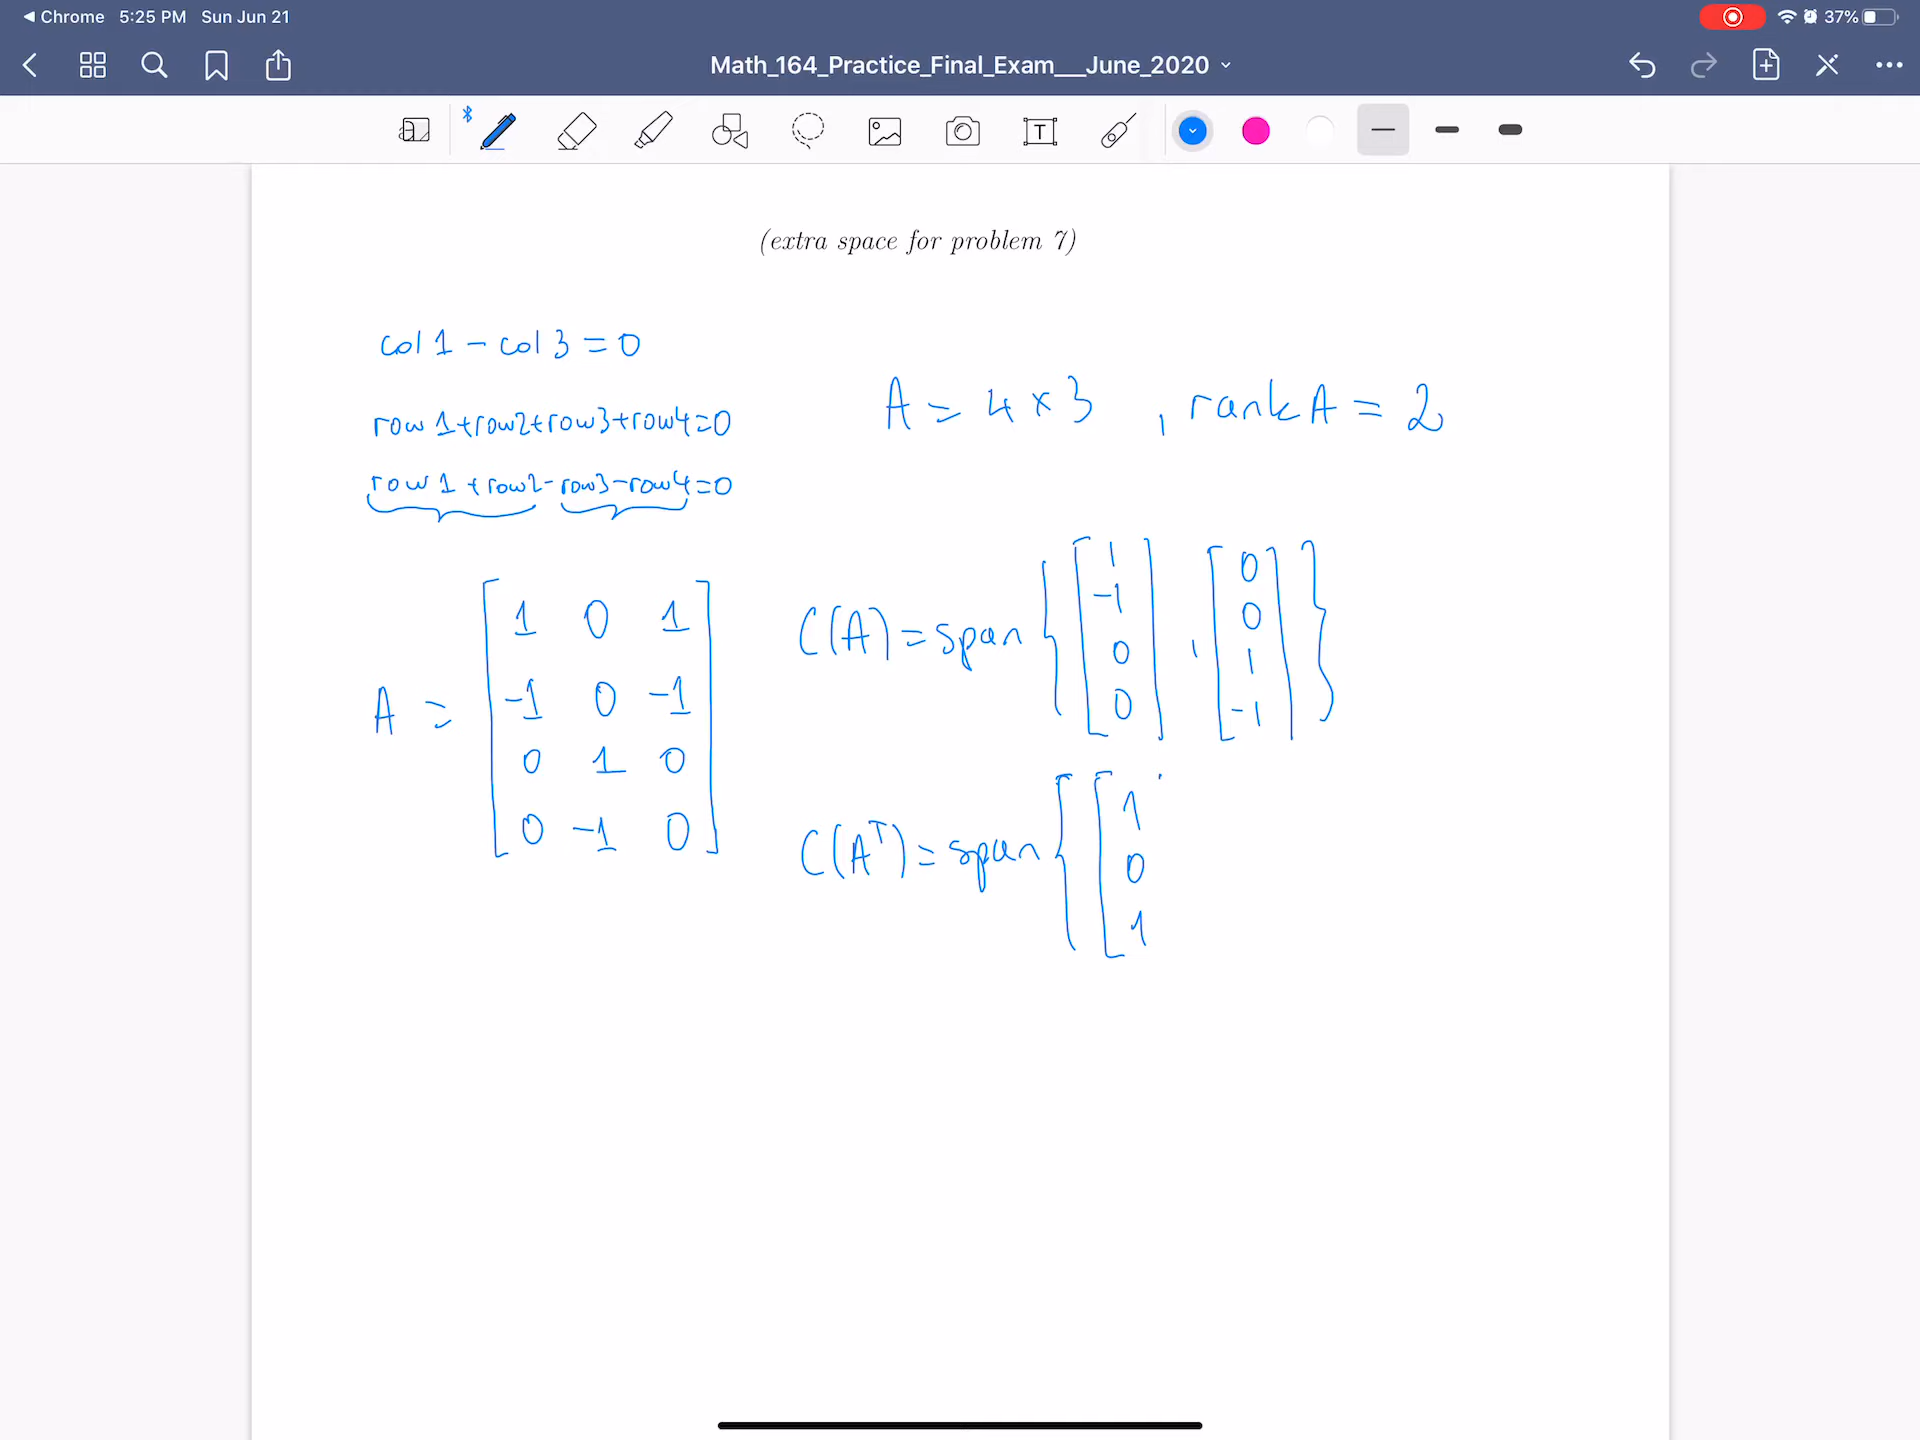 Chrome 5:25 PM Sun Jun 21
37%
Math_164_Practice_Final_Exam___June_2020
(extra space for problem 7)
col 1 - col 3 = 0
A = 4 × 3 , rank A = 2
row 1 + row2 + row3 + row4 = 0
row 1 + row2 - row3 - row4 = 0
A = [ 1 0 1
-1 0 -1
0 1 0
0 -1 0 ]
C(A) = span { [ 1
-1
0
0 ] , [ 0
0
1
-1 ] }
C(Aᵀ) = span { [ 1
0
1